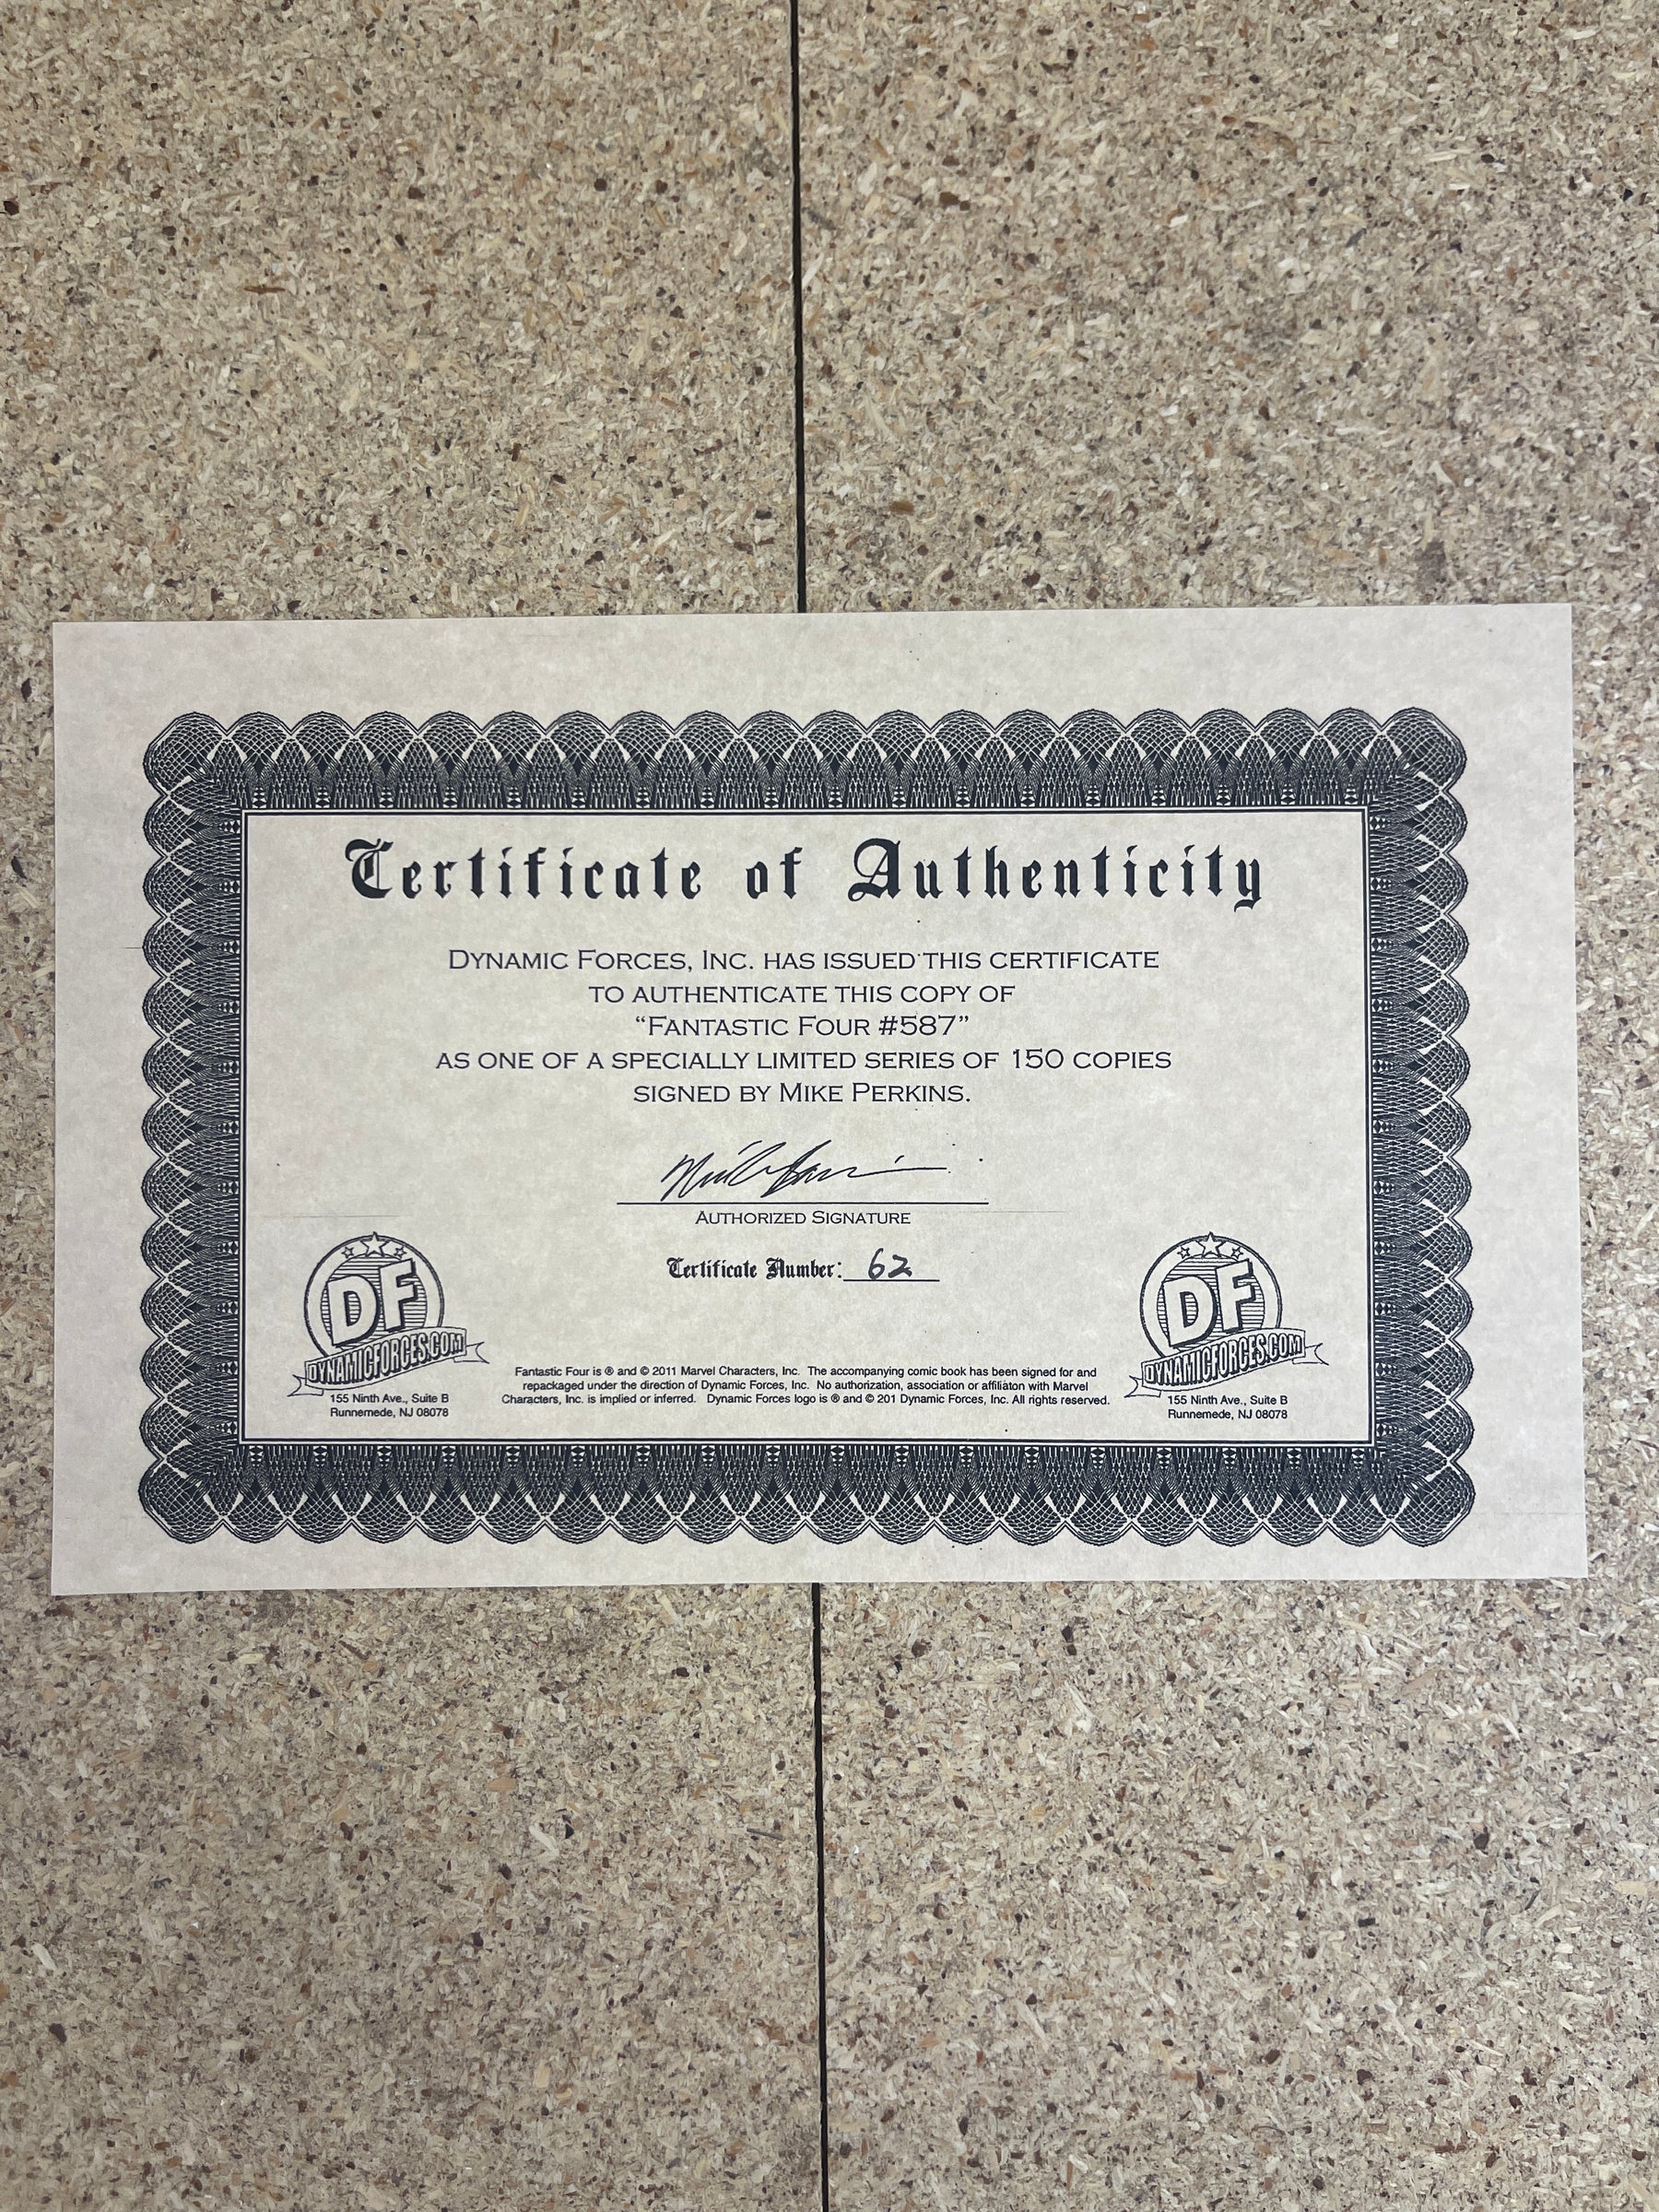 Certificate of Authenticity
DYNAMIC FORCES, INC. HAS ISSUED THIS CERTIFICATE
TO AUTHENTICATE THIS COPY OF
“FANTASTIC FOUR #587”
AS ONE OF A SPECIALLY LIMITED SERIES OF 150 COPIES
SIGNED BY MIKE PERKINS.
AUTHORIZED SIGNATURE
Certificate Number: 62
DF
DYNAMICFORCES.COM
155 Ninth Ave., Suite B
Runnemede, NJ 08078
Fantastic Four is ® and © 2011 Marvel Characters, Inc. The accompanying comic book has been signed for and
repackaged under the direction of Dynamic Forces, Inc. No authorization, association or affiliaton with Marvel
Characters, Inc. is implied or inferred. Dynamic Forces logo is ® and © 201 Dynamic Forces, Inc. All rights reserved.
DF
DYNAMICFORCES.COM
155 Ninth Ave., Suite B
Runnemede, NJ 08078